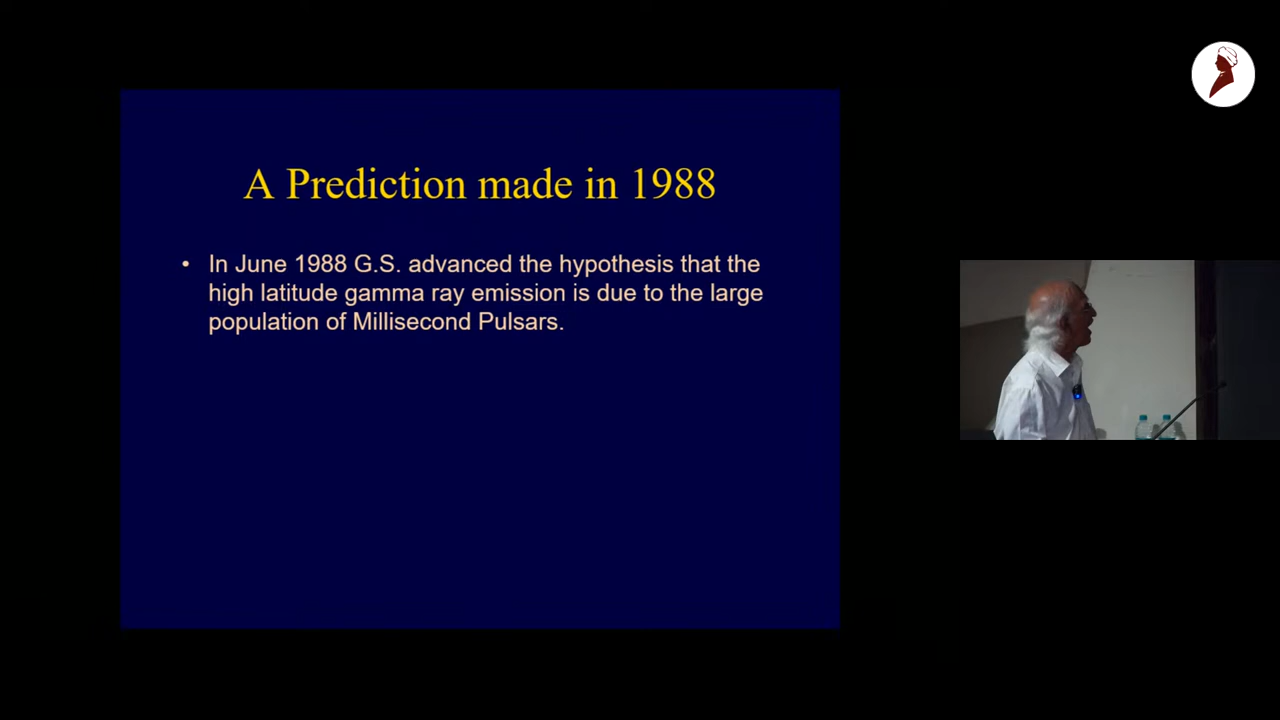 A Prediction made in 1988
• In June 1988 G.S. advanced the hypothesis that the
high latitude gamma ray emission is due to the large
population of Millisecond Pulsars.